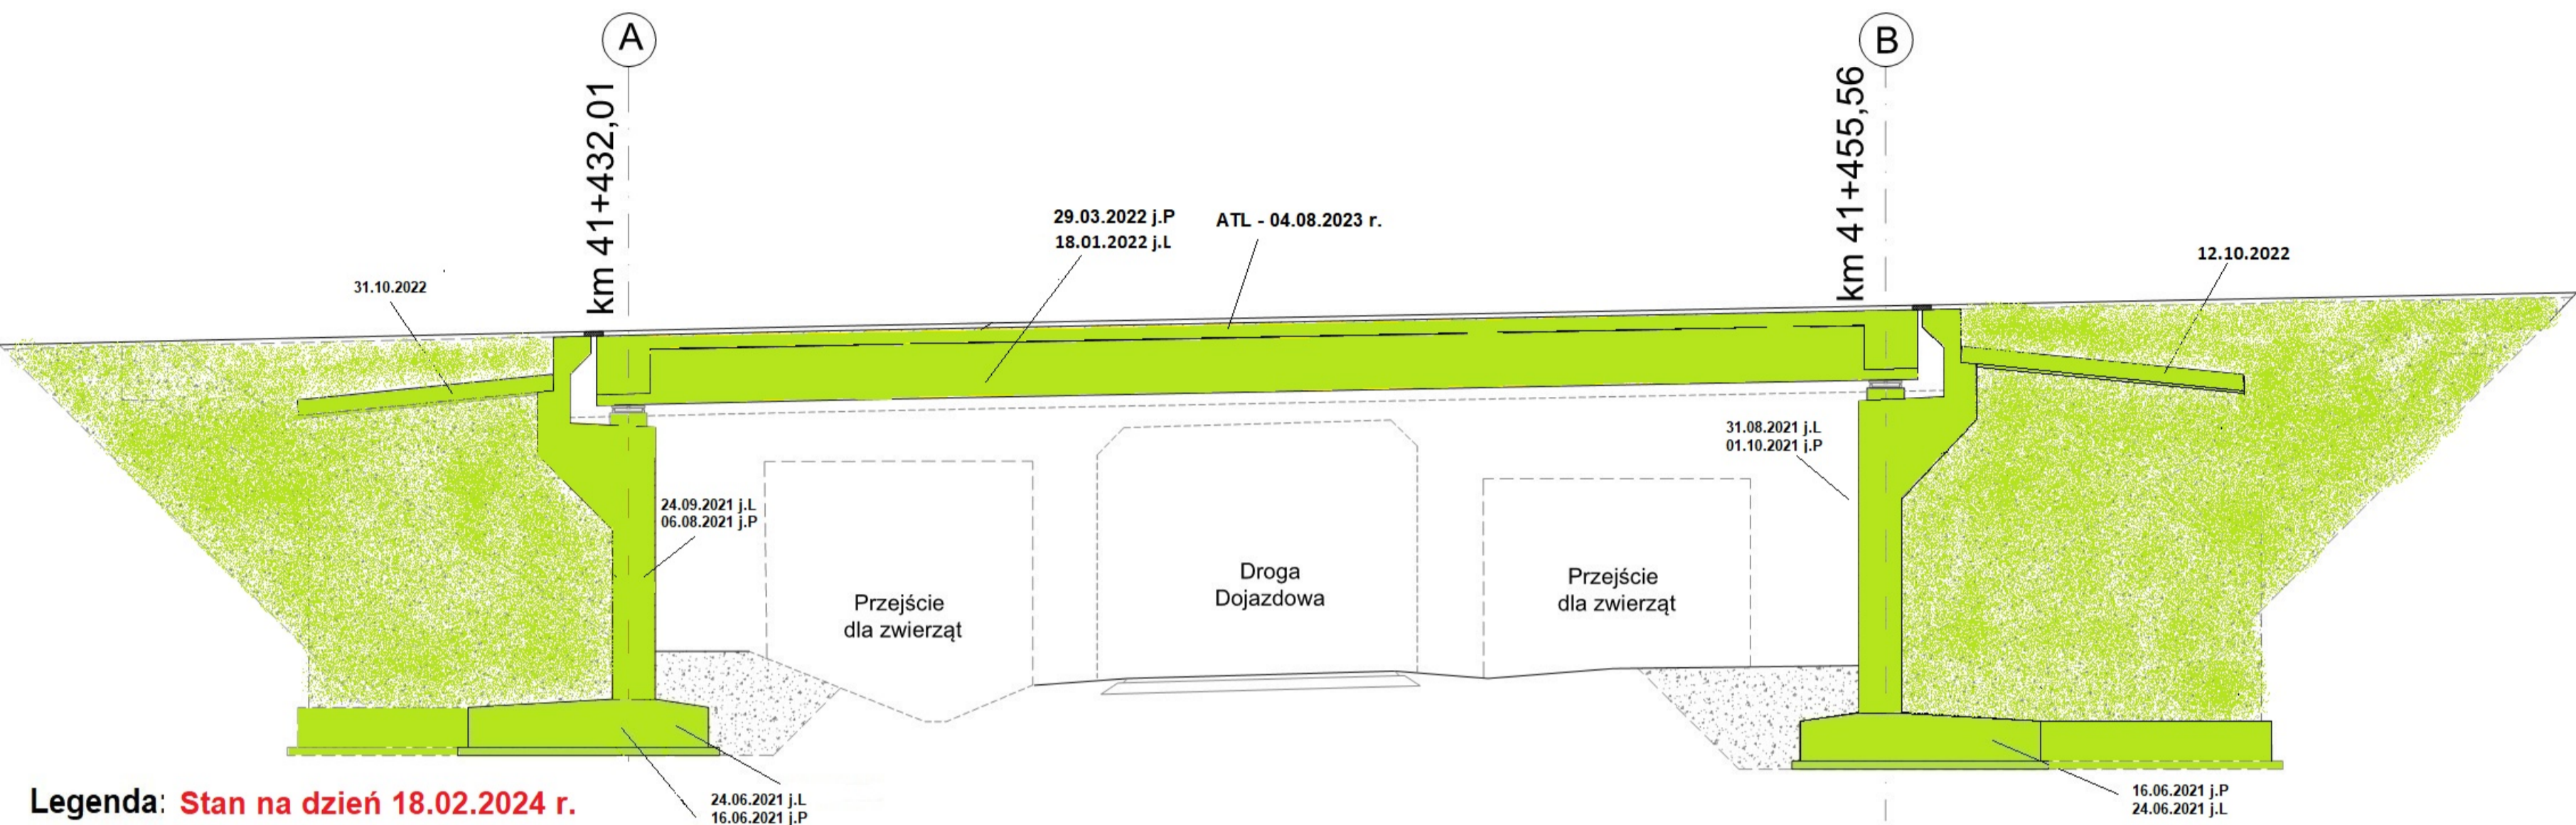 A
B
km 41+432,01
km 41+455,56
29.03.2022 j.P
18.01.2022 j.L
ATL - 04.08.2023 r.
12.10.2022
31.10.2022
31.08.2021 j.L
01.10.2021 j.P
24.09.2021 j.L
06.08.2021 j.P
Przejście
dla zwierząt
Droga
Dojazdowa
Przejście
dla zwierząt
Legenda: Stan na dzień 18.02.2024 r.
24.06.2021 j.L
16.06.2021 j.P
16.06.2021 j.P
24.06.2021 j.L